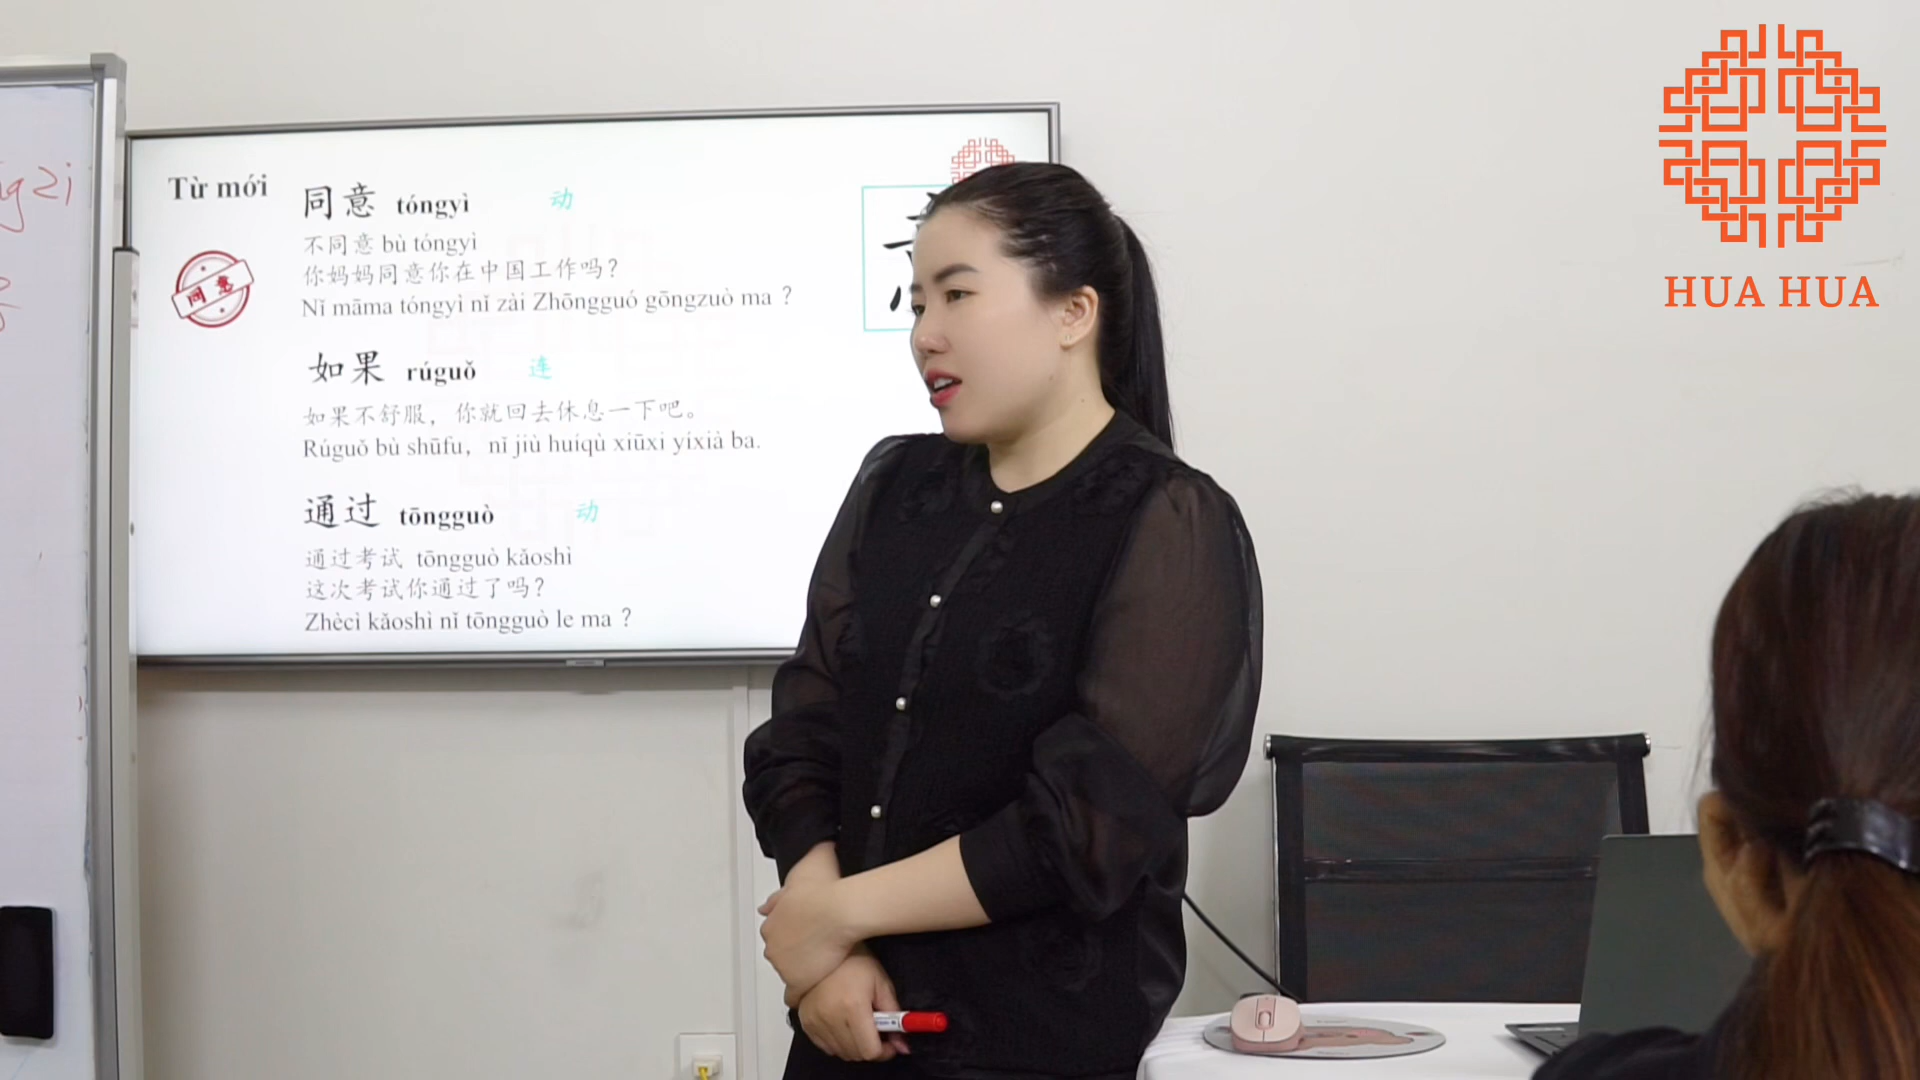 Từ mới
同意 tóngyì 动
不同意 bù tóngyì
你妈妈同意你在中国工作吗？
Nǐ māma tóngyì nǐ zài Zhōngguó gōngzuò ma？
同意
如果 rúguǒ 连
如果不舒服，你就回去休息一下吧。
Rúguǒ bù shūfu，nǐ jiù huíqù xiūxi yíxià ba.
通过 tōngguò 动
通过考试 tōngguò kǎoshì
这次考试你通过了吗？
Zhècì kǎoshì nǐ tōngguò le ma？
HUA HUA